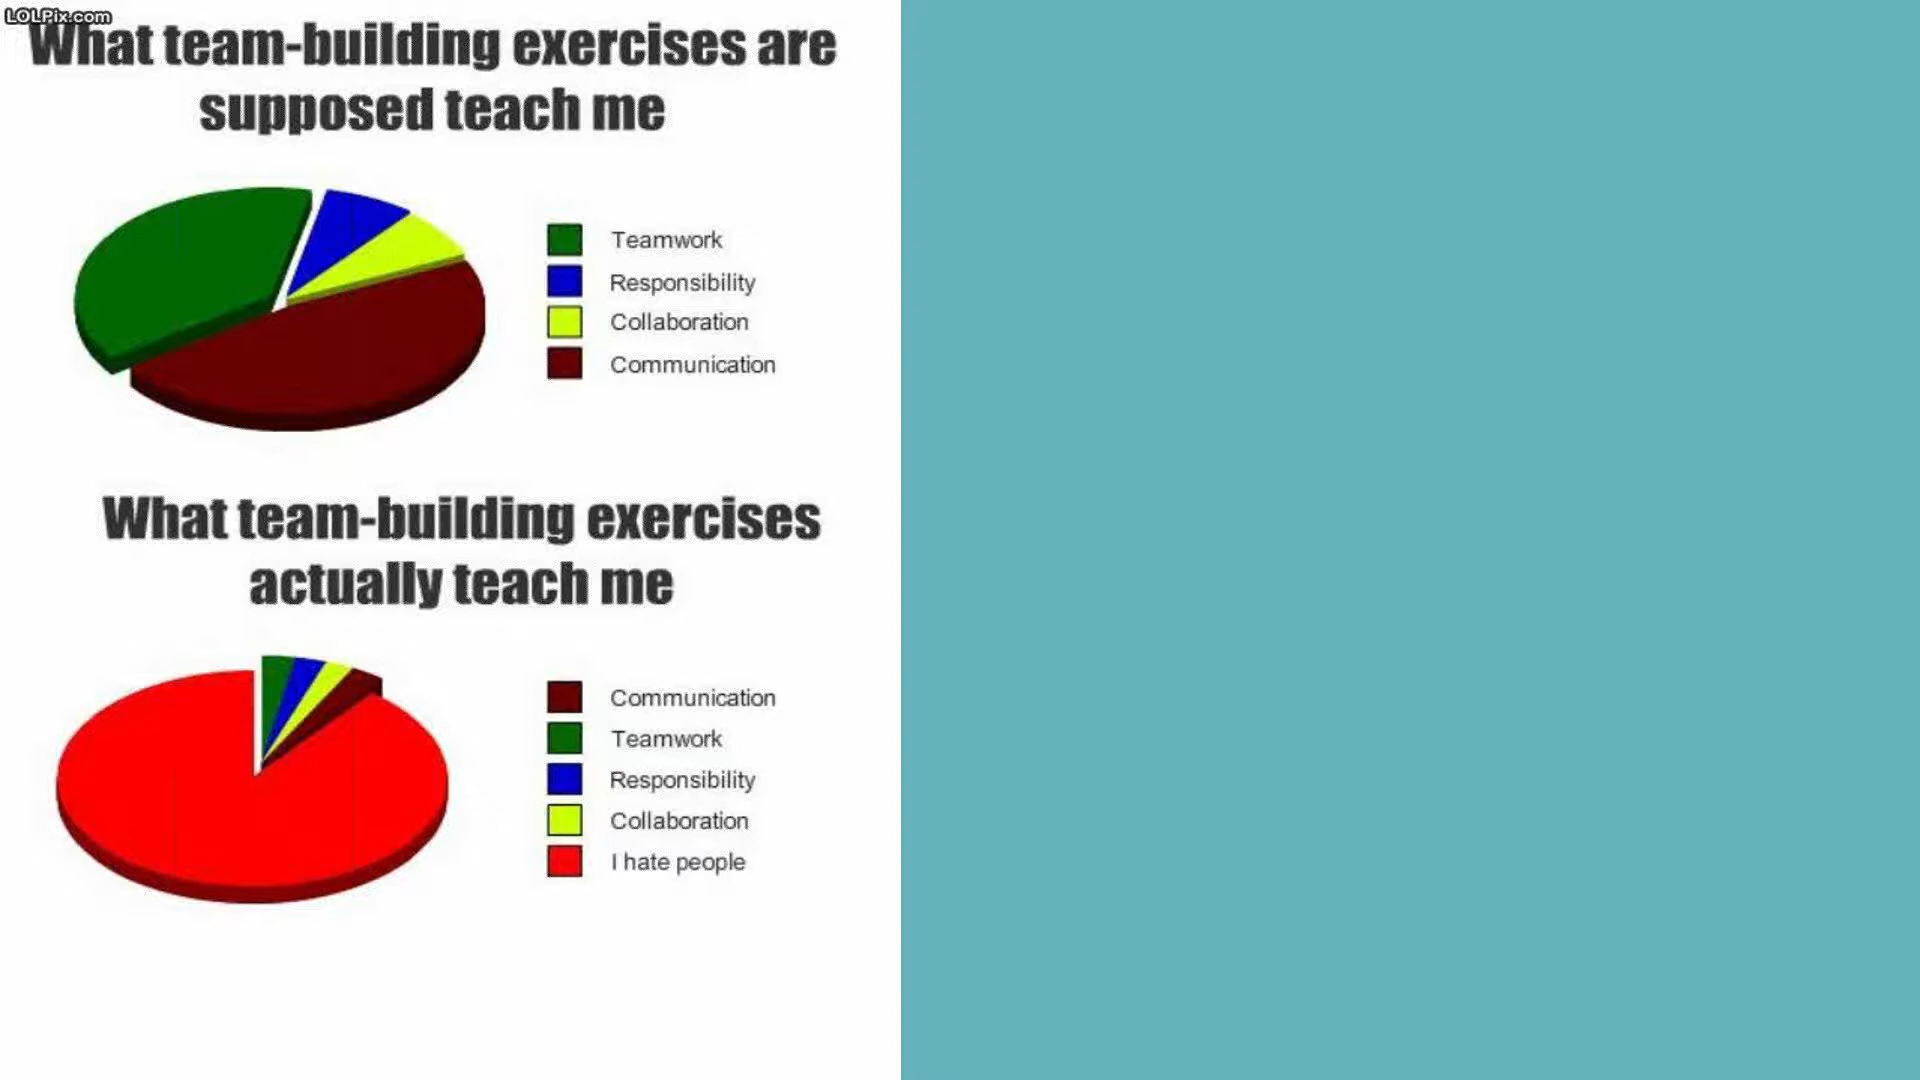 LOLPix.com
What team-building exercises are
supposed teach me
Teamwork
Responsibility
Collaboration
Communication
What team-building exercises
actually teach me
Communication
Teamwork
Responsibility
Collaboration
I hate people